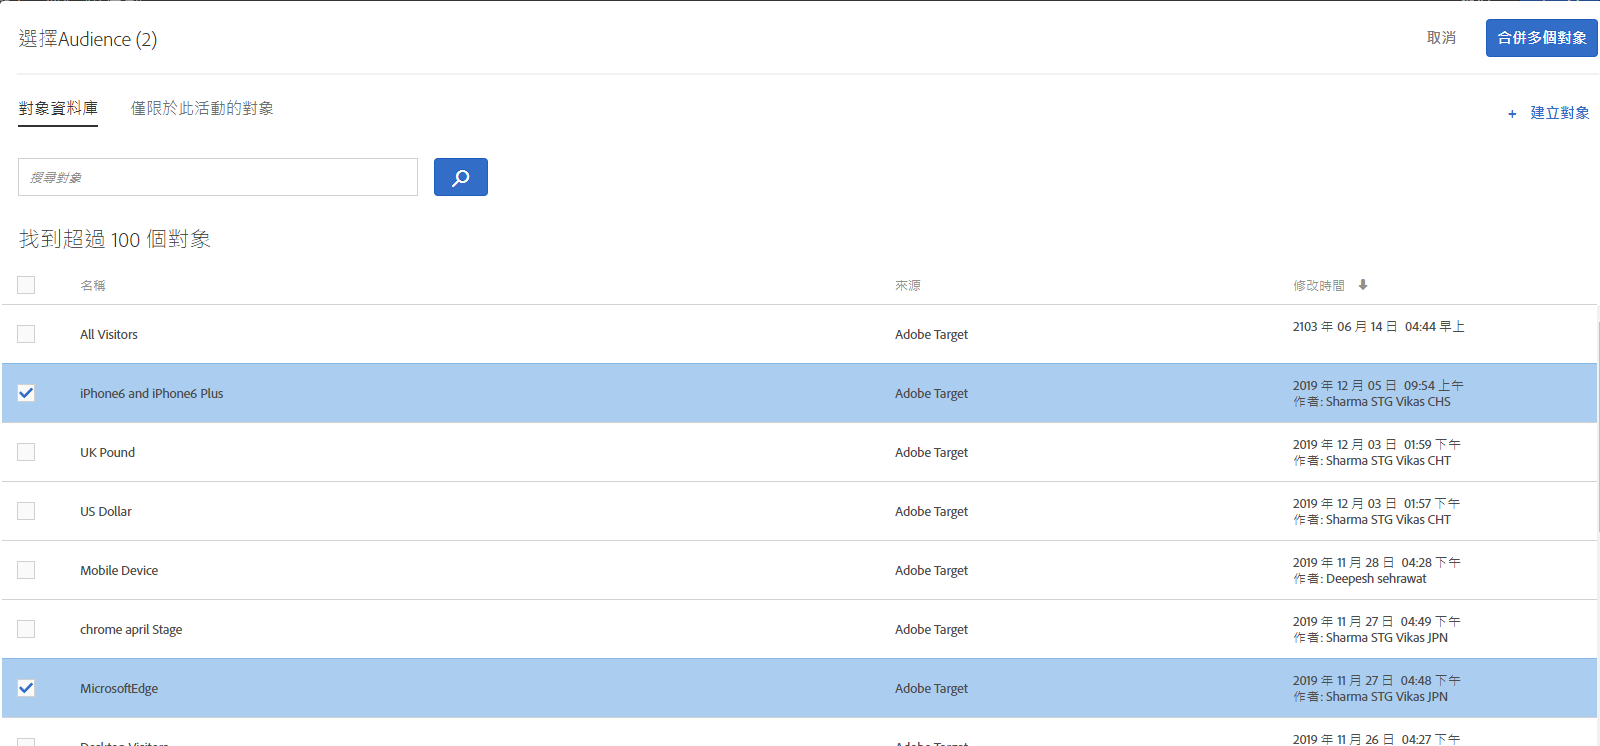 選擇Audience (2)
取消
合併多個對象
對象資料庫
僅限於此活動的對象
+ 建立對象
搜尋對象
找到超過 100 個對象
名稱
來源
修改時間
All Visitors
Adobe Target
2103 年 06 月 14 日 04:44 早上
iPhone6 and iPhone6 Plus
Adobe Target
2019 年 12 月 05 日 09:54 上午
作者: Sharma STG Vikas CHS
UK Pound
Adobe Target
2019 年 12 月 03 日 01:59 下午
作者: Sharma STG Vikas CHT
US Dollar
Adobe Target
2019 年 12 月 03 日 01:57 下午
作者: Sharma STG Vikas CHT
Mobile Device
Adobe Target
2019 年 11 月 28 日 04:28 下午
作者: Deepesh sehrawat
chrome april Stage
Adobe Target
2019 年 11 月 27 日 04:49 下午
作者: Sharma STG Vikas JPN
MicrosoftEdge
Adobe Target
2019 年 11 月 27 日 04:48 下午
作者: Sharma STG Vikas JPN
Desktop Visitors
Adobe Target
2019 年 11 月 26 日 04:27 下午